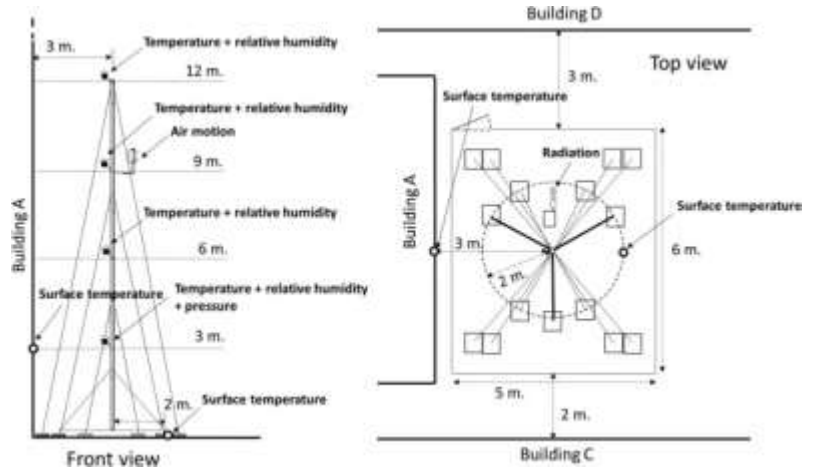 3 m.
Temperature + relative humidity
12 m.
Temperature + relative humidity
Air motion
9 m.
Building A
Temperature + relative humidity
6 m.
Surface temperature
Temperature + relative humidity
+ pressure
3 m.
2 m.
Surface temperature
Front view
Building D
3 m.
Top view
Surface temperature
Radiation
Building A
Surface temperature
3 m.
6 m.
2 m.
5 m.
2 m.
Building C